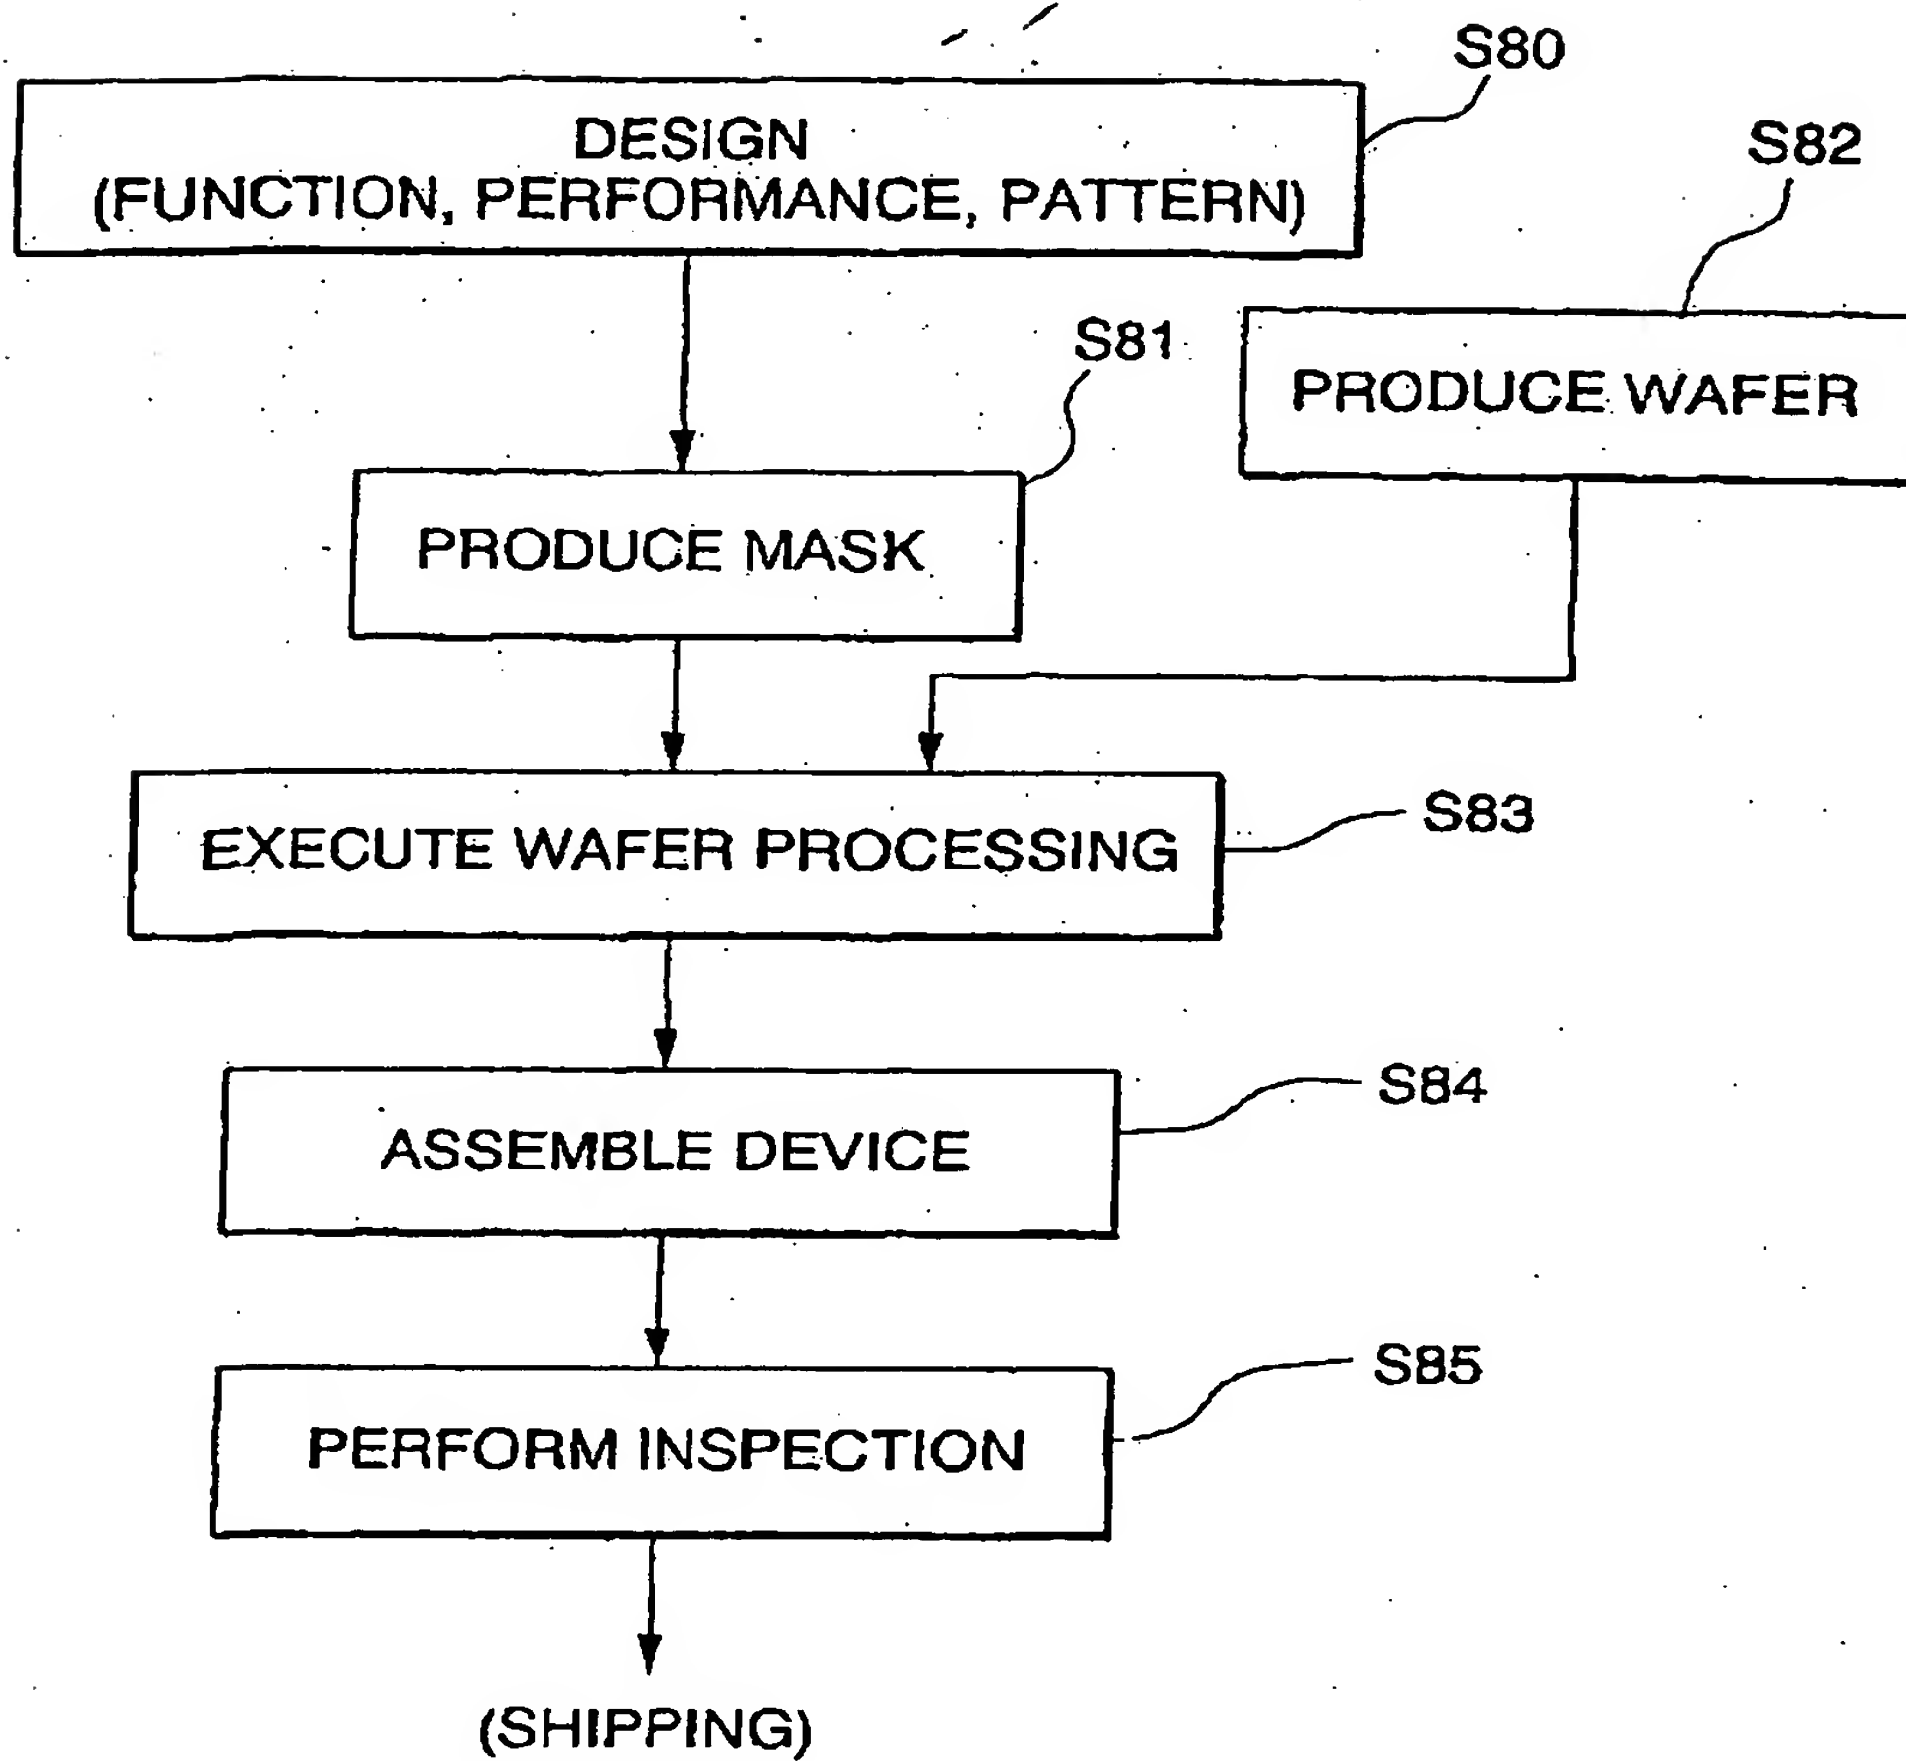 S80
DESIGN
(FUNCTION, PERFORMANCE, PATTERN)
S82
PRODUCE WAFER
S81
PRODUCE MASK
EXECUTE WAFER PROCESSING
S83
ASSEMBLE DEVICE
S84
PERFORM INSPECTION
S85
(SHIPPING)